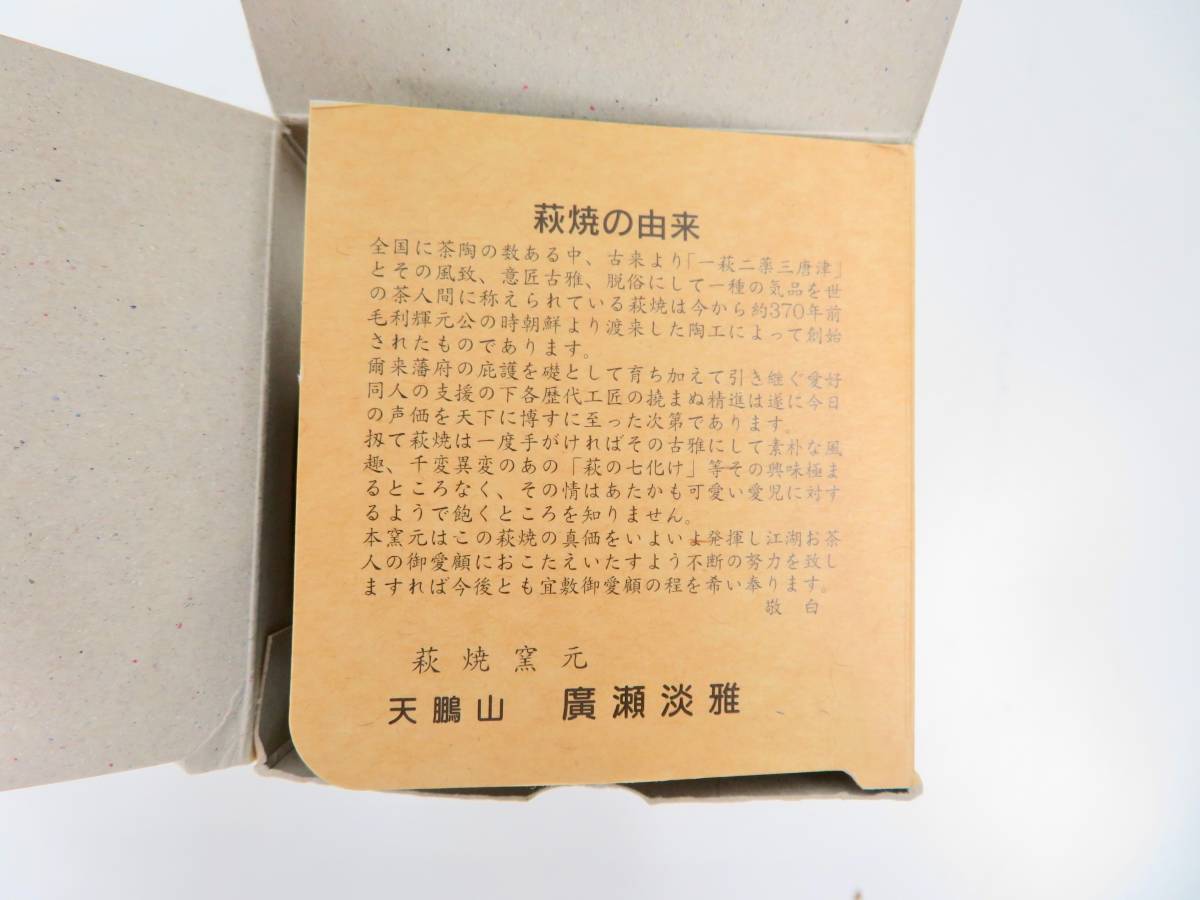 萩焼の由来
全国に茶陶の数ある中、古来より「一萩二薬三唐津」
とその風致、意匠古雅、脱俗にして一種の気品を世
の茶人間に称えられている萩焼は今から約370年前
毛利輝元公の時朝鮮より渡来した陶工によって創始
されたものであります。
爾来藩府の庇護を礎として育ち加えて引き継ぐ愛好
同人の支援の下各歴代工匠の撓まぬ精進は遂に今日
の声価を天下に博すに至った次第であります。
扨て萩焼は一度手がければその古雅にして素朴な風
趣、千変異変のあの「萩の七化け」等その興味極ま
るところなく、その情はあたかも可愛い愛児に対す
るようで飽くところを知りません。
本窯元はこの萩焼の真価をいよいよ発揮し江湖お茶
人の御愛顧におこたえいたすよう不断の努力を致し
ますれば今後とも宜敷御愛顧の程を希い奉ります。
敬　白
萩焼窯元
天鵬山　廣瀬淡雅